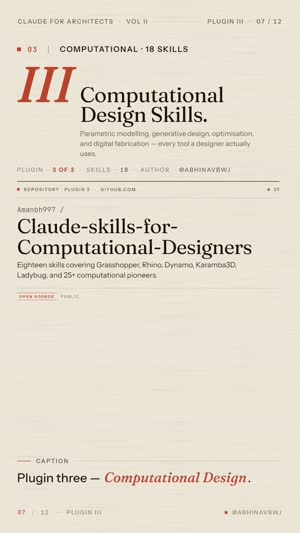 CLAUDE FOR ARCHITECTS · VOL II
PLUGIN III · 07 / 12
03 | COMPUTATIONAL · 18 SKILLS
III Computational
Design Skills.
Parametric modelling, generative design, optimisation,
and digital fabrication — every tool a designer actually
uses.
PLUGIN · 3 OF 3 · SKILLS · 18 · AUTHOR · @ABHINAVBWJ
REPOSITORY · PLUGIN 3 · GITHUB.COM
Amanbh997 /
Claude-skills-for-
Computational-Designers
Eighteen skills covering Grasshopper, Rhino, Dynamo, Karamba3D,
Ladybug, and 25+ computational pioneers.
OPEN SOURCE PUBLIC
CAPTION
Plugin three — Computational Design.
07 / 12 — PLUGIN III
@ABHINAVBWJ